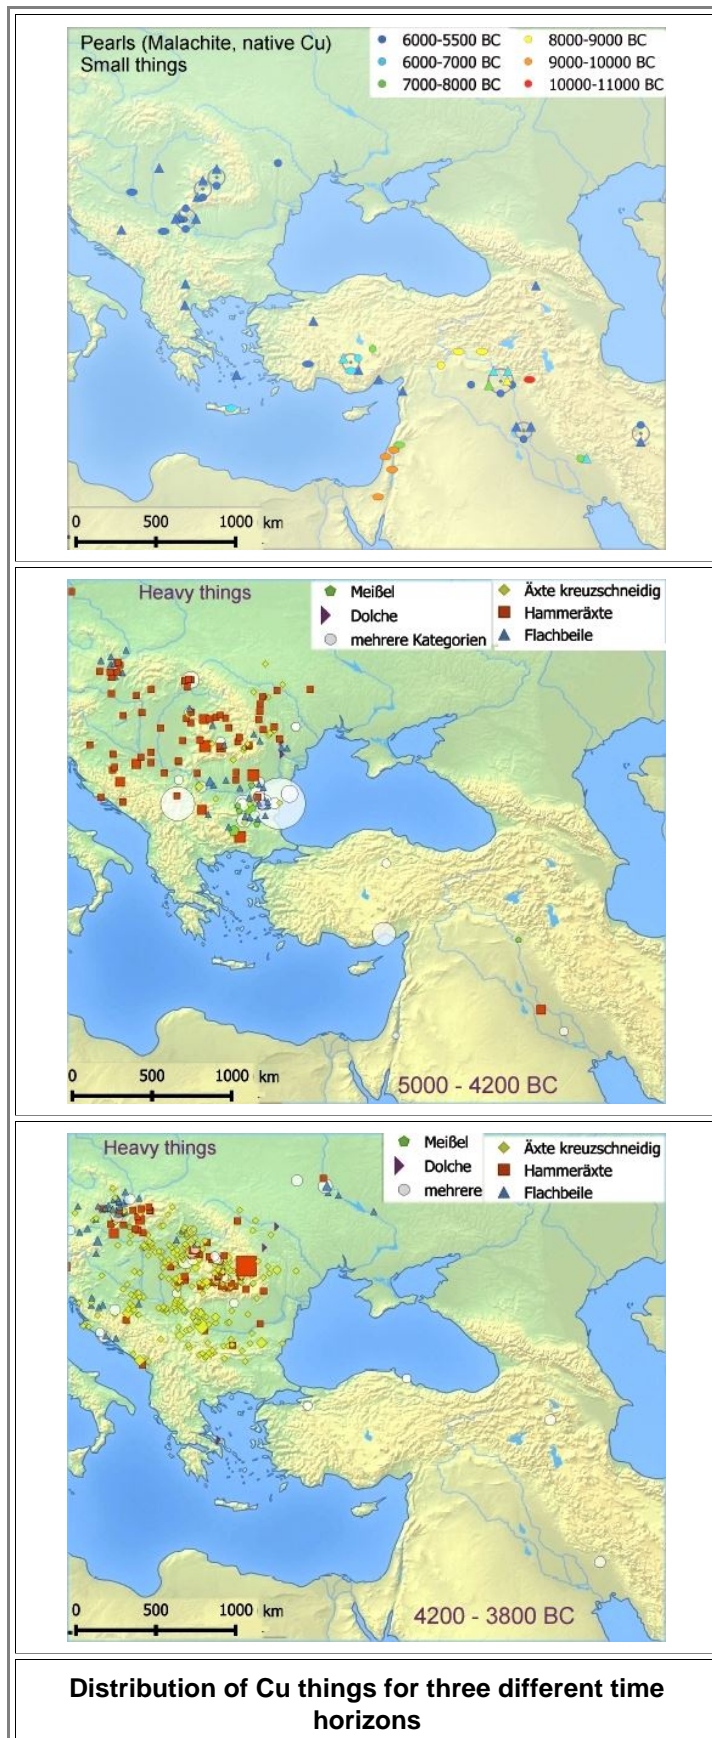 Pearls (Malachite, native Cu)
Small things
6000-5500 BC
6000-7000 BC
7000-8000 BC
8000-9000 BC
9000-10000 BC
10000-11000 BC
0 500 1000 km
Heavy things
Meißel
Dolche
mehrere Kategorien
Äxte kreuzschneidig
Hammeräxte
Flachbeile
0 500 1000 km
5000 - 4200 BC
Heavy things
Meißel
Dolche
mehrere
Äxte kreuzschneidig
Hammeräxte
Flachbeile
0 500 1000 km
4200 - 3800 BC
Distribution of Cu things for three different time
horizons